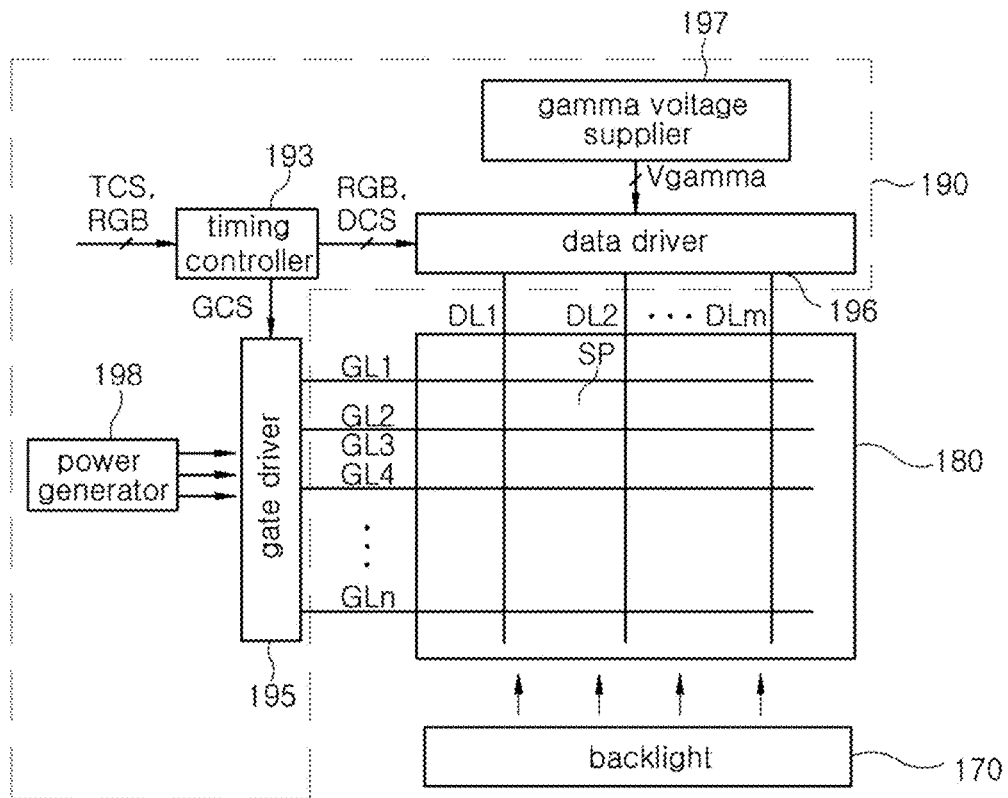 197
gamma voltage
supplier
193
Vgamma
190
TCS,
RGB
RGB,
DCS
timing
controller
data driver
GCS
196
DL1
DL2
··· DLm
SP
GL1
198
GL2
GL3
GL4
180
power
generator
gate driver
GLn
195
backlight
170